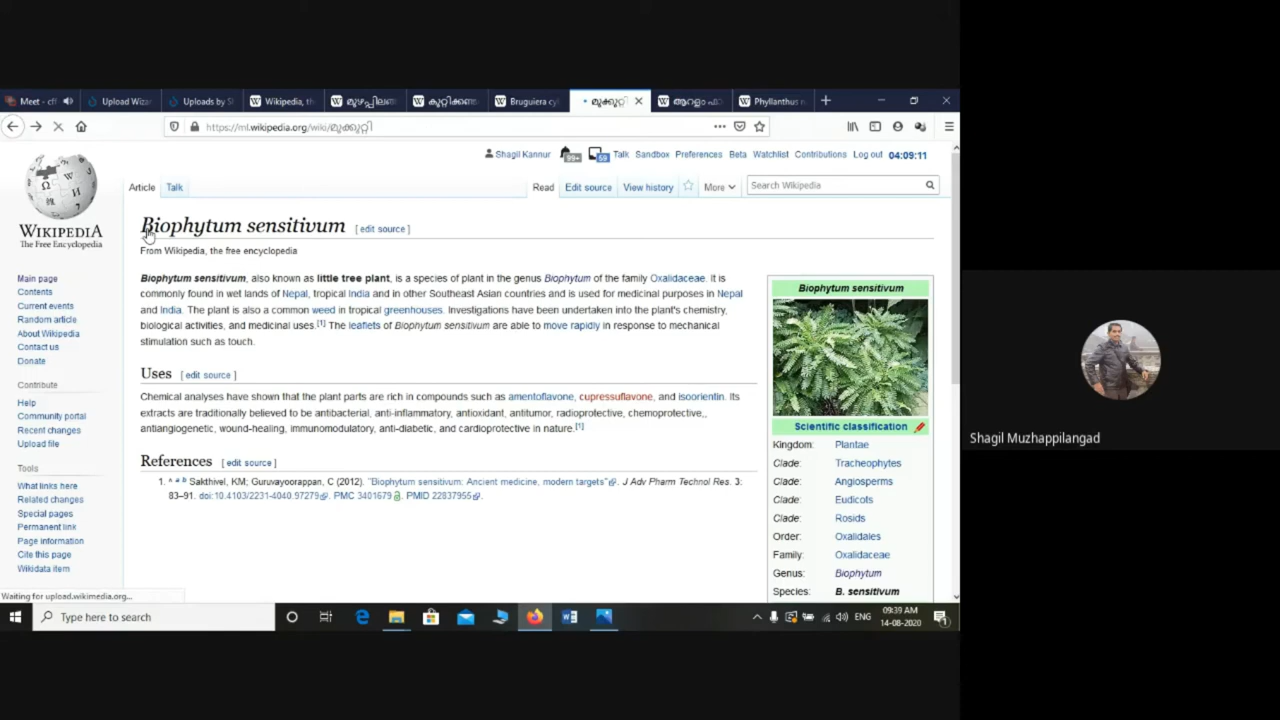 Meet - cff
Upload Wizar
Uploads by S
Wikipedia, th
മുഴപ്പിലങ
കുറ്റിക്കണ്ട
Bruguiera cy
മുക്കുറ്റി
ആറളം ഫാ
Phyllanthus n
https://ml.wikipedia.org/wiki/മുക്കുറ്റി
Shagil Kannur 99+ 59 Talk Sandbox Preferences Beta Watchlist Contributions Log out 04:09:11
Article Talk Read Edit source View history More Search Wikipedia
WIKIPEDIA
The Free Encyclopedia
Main page
Contents
Current events
Random article
About Wikipedia
Contact us
Donate
Contribute
Help
Community portal
Recent changes
Upload file
Tools
What links here
Related changes
Special pages
Permanent link
Page information
Cite this page
Wikidata item
Biophytum sensitivum [ edit source ]
From Wikipedia, the free encyclopedia
Biophytum sensitivum, also known as little tree plant, is a species of plant in the genus Biophytum of the family Oxalidaceae. It is
commonly found in wet lands of Nepal, tropical India and in other Southeast Asian countries and is used for medicinal purposes in Nepal
and India. The plant is also a common weed in tropical greenhouses. Investigations have been undertaken into the plant's chemistry,
biological activities, and medicinal uses.[1] The leaflets of Biophytum sensitivum are able to move rapidly in response to mechanical
stimulation such as touch.
Uses [ edit source ]
Chemical analyses have shown that the plant parts are rich in compounds such as amentoflavone, cupressuflavone, and isoorientin. Its
extracts are traditionally believed to be antibacterial, anti-inflammatory, antioxidant, antitumor, radioprotective, chemoprotective,,
antiangiogenetic, wound-healing, immunomodulatory, anti-diabetic, and cardioprotective in nature.[1]
References [ edit source ]
1. ^ a b Sakthivel, KM; Guruvayoorappan, C (2012). "Biophytum sensitivum: Ancient medicine, modern targets". J Adv Pharm Technol Res. 3:
83–91. doi:10.4103/2231-4040.97279. PMC 3401679. PMID 22837955.
Biophytum sensitivum
Scientific classification
Kingdom: Plantae
Clade: Tracheophytes
Clade: Angiosperms
Clade: Eudicots
Clade: Rosids
Order: Oxalidales
Family: Oxalidaceae
Genus: Biophytum
Species: B. sensitivum
Waiting for upload.wikimedia.org...
Type here to search
ENG
09:39 AM
14-08-2020
1
Shagil Muzhappilangad